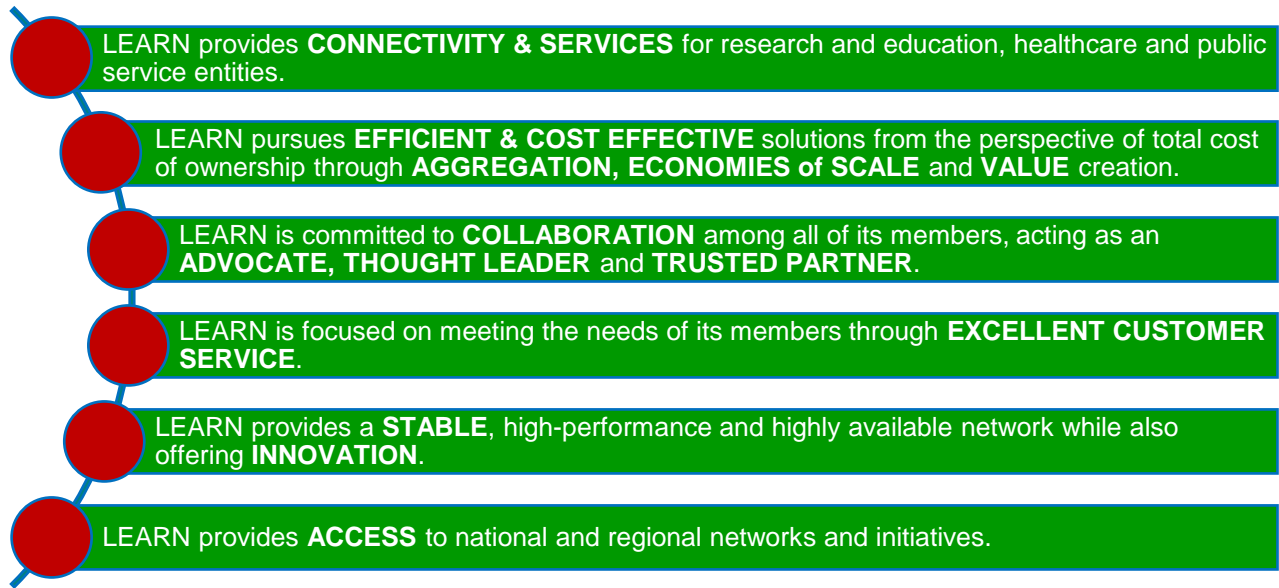 LEARN provides CONNECTIVITY & SERVICES for research and education, healthcare and public
service entities.
LEARN pursues EFFICIENT & COST EFFECTIVE solutions from the perspective of total cost
of ownership through AGGREGATION, ECONOMIES of SCALE and VALUE creation.
LEARN is committed to COLLABORATION among all of its members, acting as an
ADVOCATE, THOUGHT LEADER and TRUSTED PARTNER.
LEARN is focused on meeting the needs of its members through EXCELLENT CUSTOMER
SERVICE.
LEARN provides a STABLE, high-performance and highly available network while also
offering INNOVATION.
LEARN provides ACCESS to national and regional networks and initiatives.